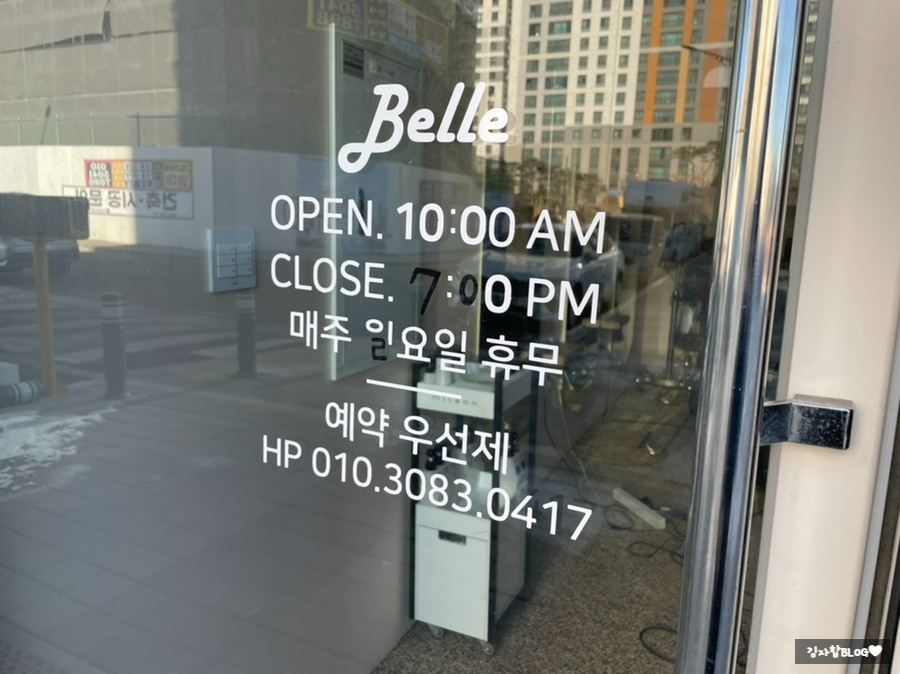 Belle
OPEN. 10:00 AM
CLOSE. 7:00 PM
매주 일요일 휴무
예약 우선제
HP 010.3083.0417
김자할BLOG♥